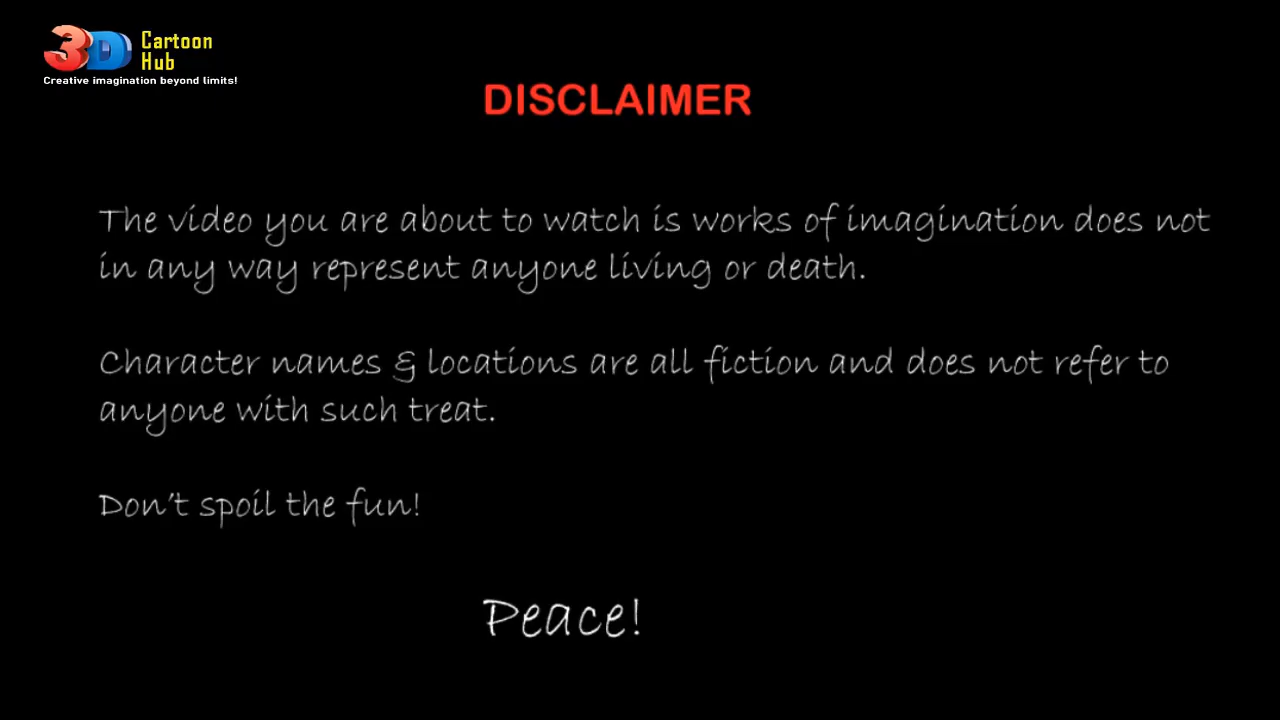 3D Cartoon
Hub
Creative imagination beyond limits!
DISCLAIMER
The video you are about to watch is works of imagination does not
in any way represent anyone living or death.
Character names & locations are all fiction and does not refer to
anyone with such treat.
Don't spoil the fun!
Peace!